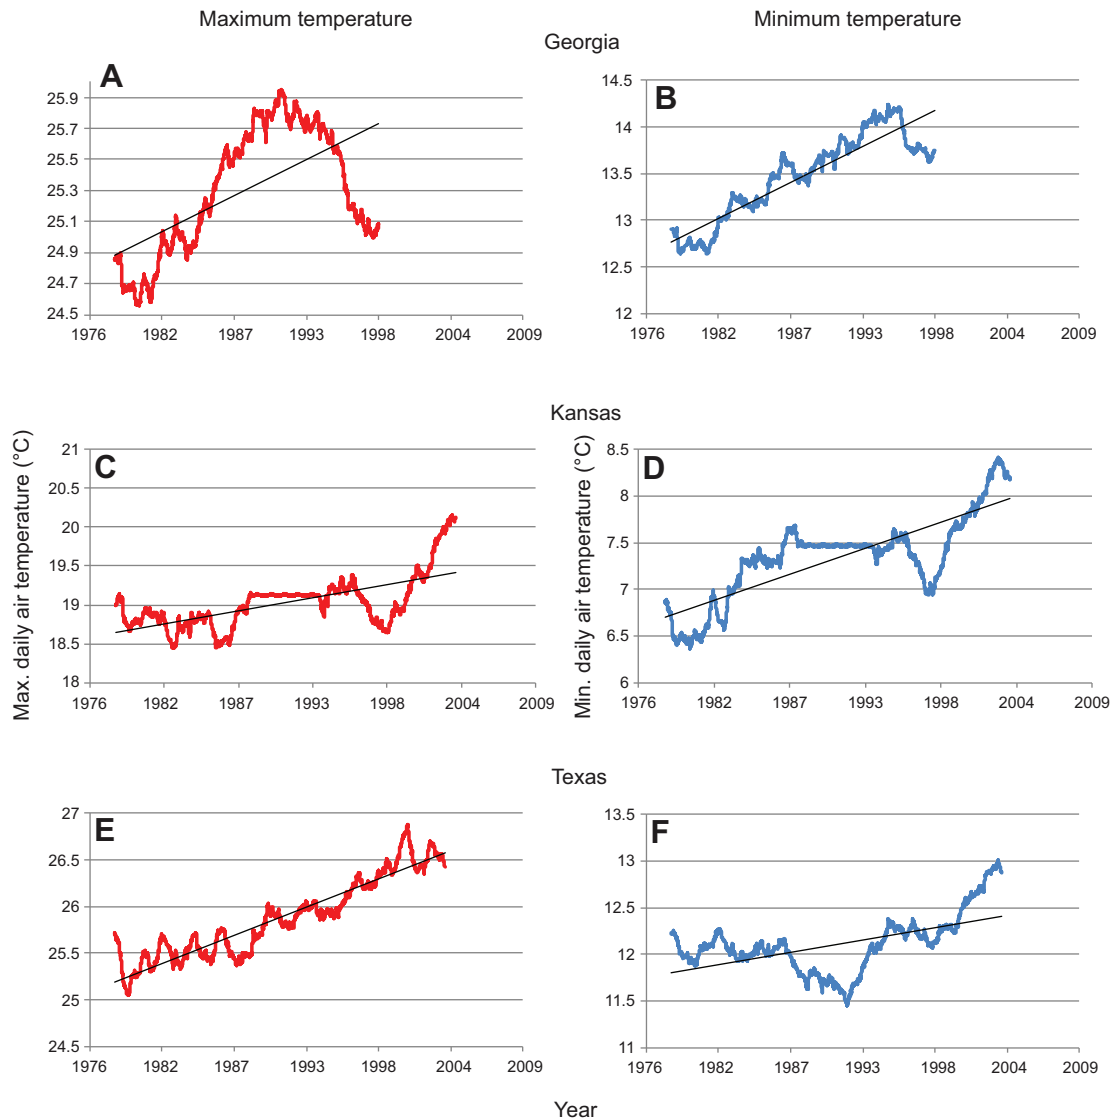 Maximum temperature
Minimum temperature
Georgia
A
25.9
25.7
25.5
25.3
25.1
24.9
24.7
24.5
1976 1982 1987 1993 1998 2004 2009
B
14.5
14
13.5
13
12.5
12
1976 1982 1987 1993 1998 2004 2009
Kansas
Max. daily air temperature (°C)
C
21
20.5
20
19.5
19
18.5
18
1976 1982 1987 1993 1998 2004 2009
Min. daily air temperature (°C)
D
8.5
8
7.5
7
6.5
6
1976 1982 1987 1993 1998 2004 2009
Texas
E
27
26.5
26
25.5
25
24.5
1976 1982 1987 1993 1998 2004 2009
F
13.5
13
12.5
12
11.5
11
1976 1982 1987 1993 1998 2004 2009
Year